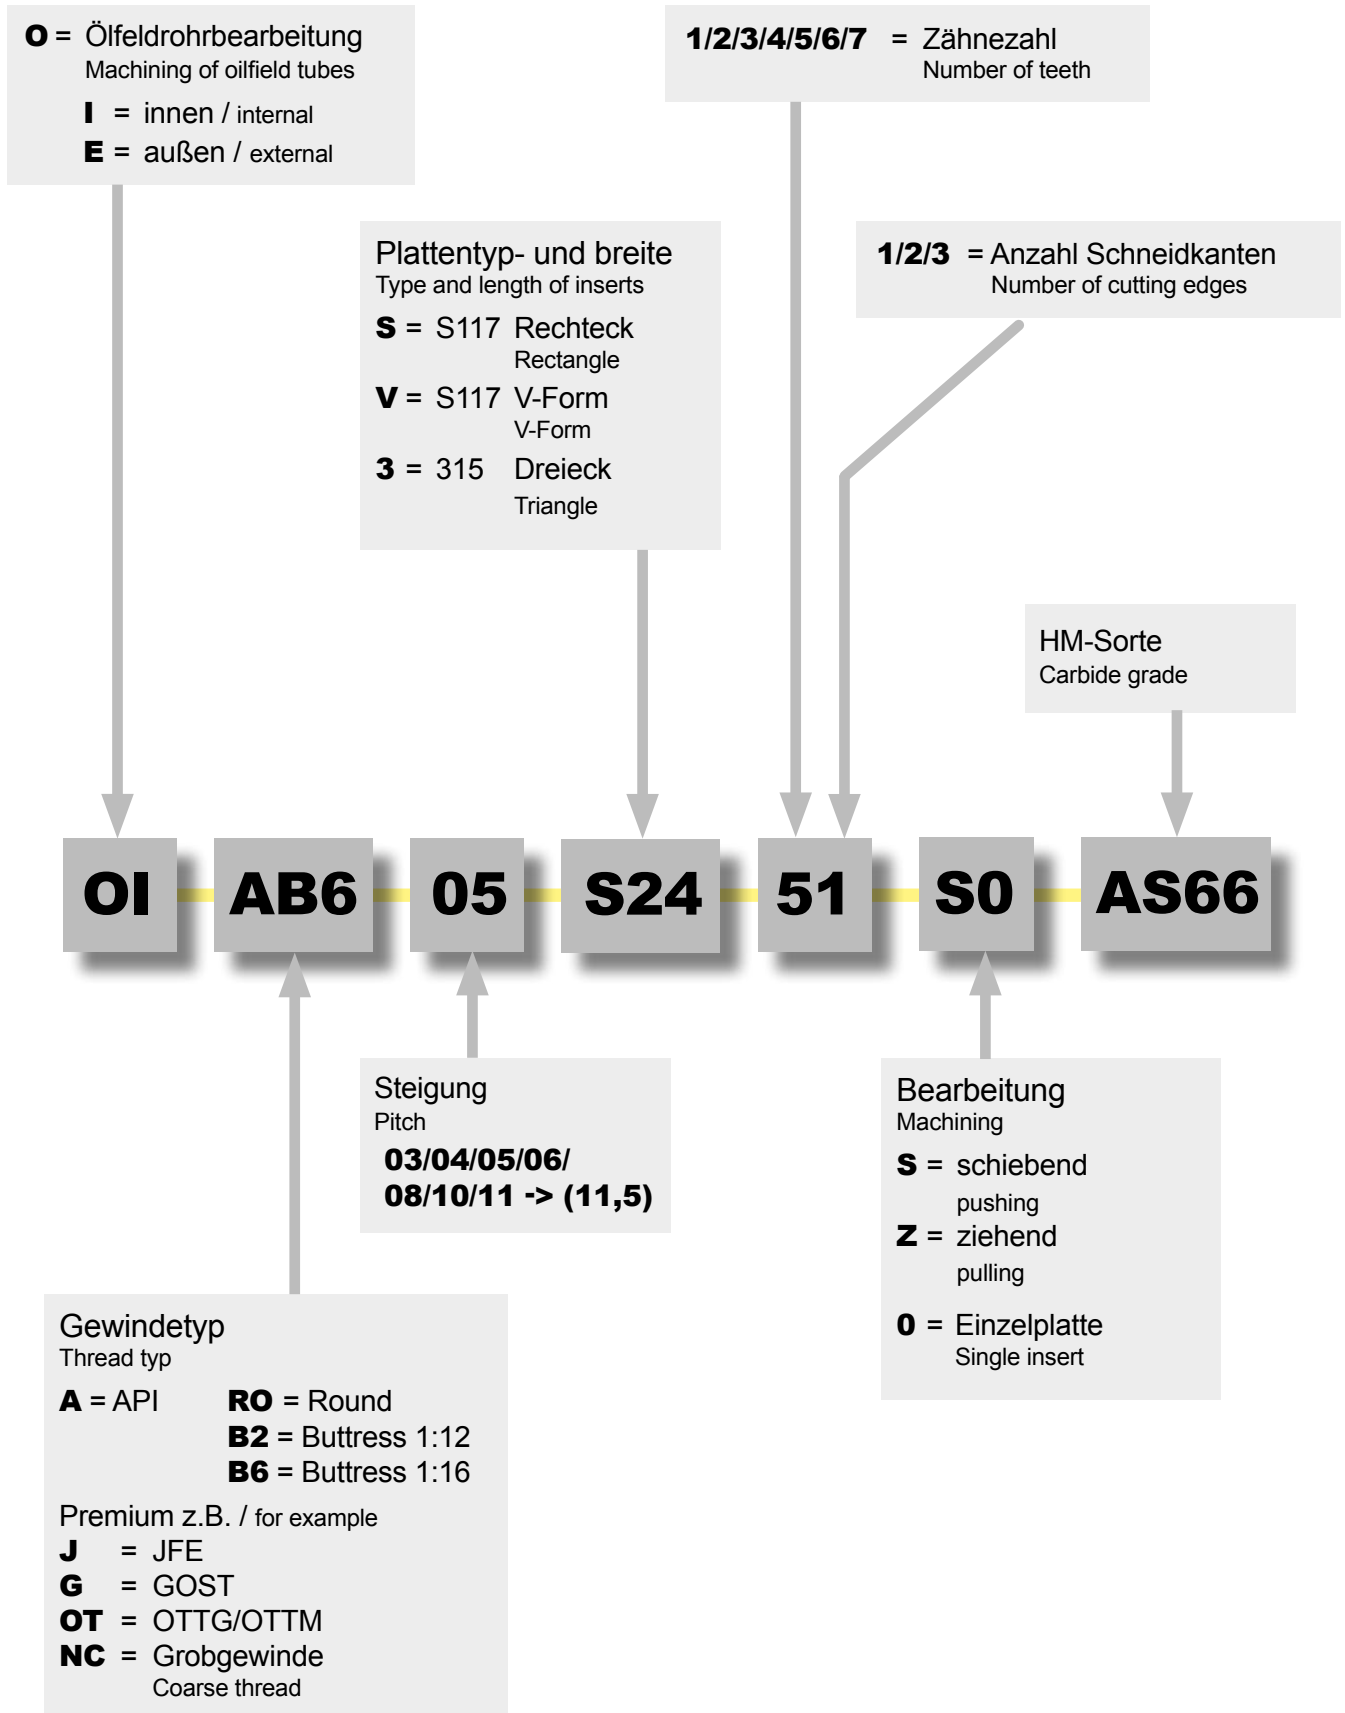 O = Ölfeldrohrbearbeitung
Machining of oilfield tubes
I = innen / internal
E = außen / external
1/2/3/4/5/6/7 = Zähnezahl
Number of teeth
Plattentyp- und breite
Type and length of inserts
S = S117 Rechteck
Rectangle
V = S117 V-Form
V-Form
3 = 315 Dreieck
Triangle
1/2/3 = Anzahl Schneidkanten
Number of cutting edges
HM-Sorte
Carbide grade
OI AB6 05 S24 51 S0 AS66
Steigung
Pitch
03/04/05/06/
08/10/11 -> (11,5)
Bearbeitung
Machining
S = schiebend
pushing
Z = ziehend
pulling
0 = Einzelplatte
Single insert
Gewindetyp
Thread typ
A = API RO = Round
B2 = Buttress 1:12
B6 = Buttress 1:16
Premium z.B. / for example
J = JFE
G = GOST
OT = OTTG/OTTM
NC = Grobgewinde
Coarse thread